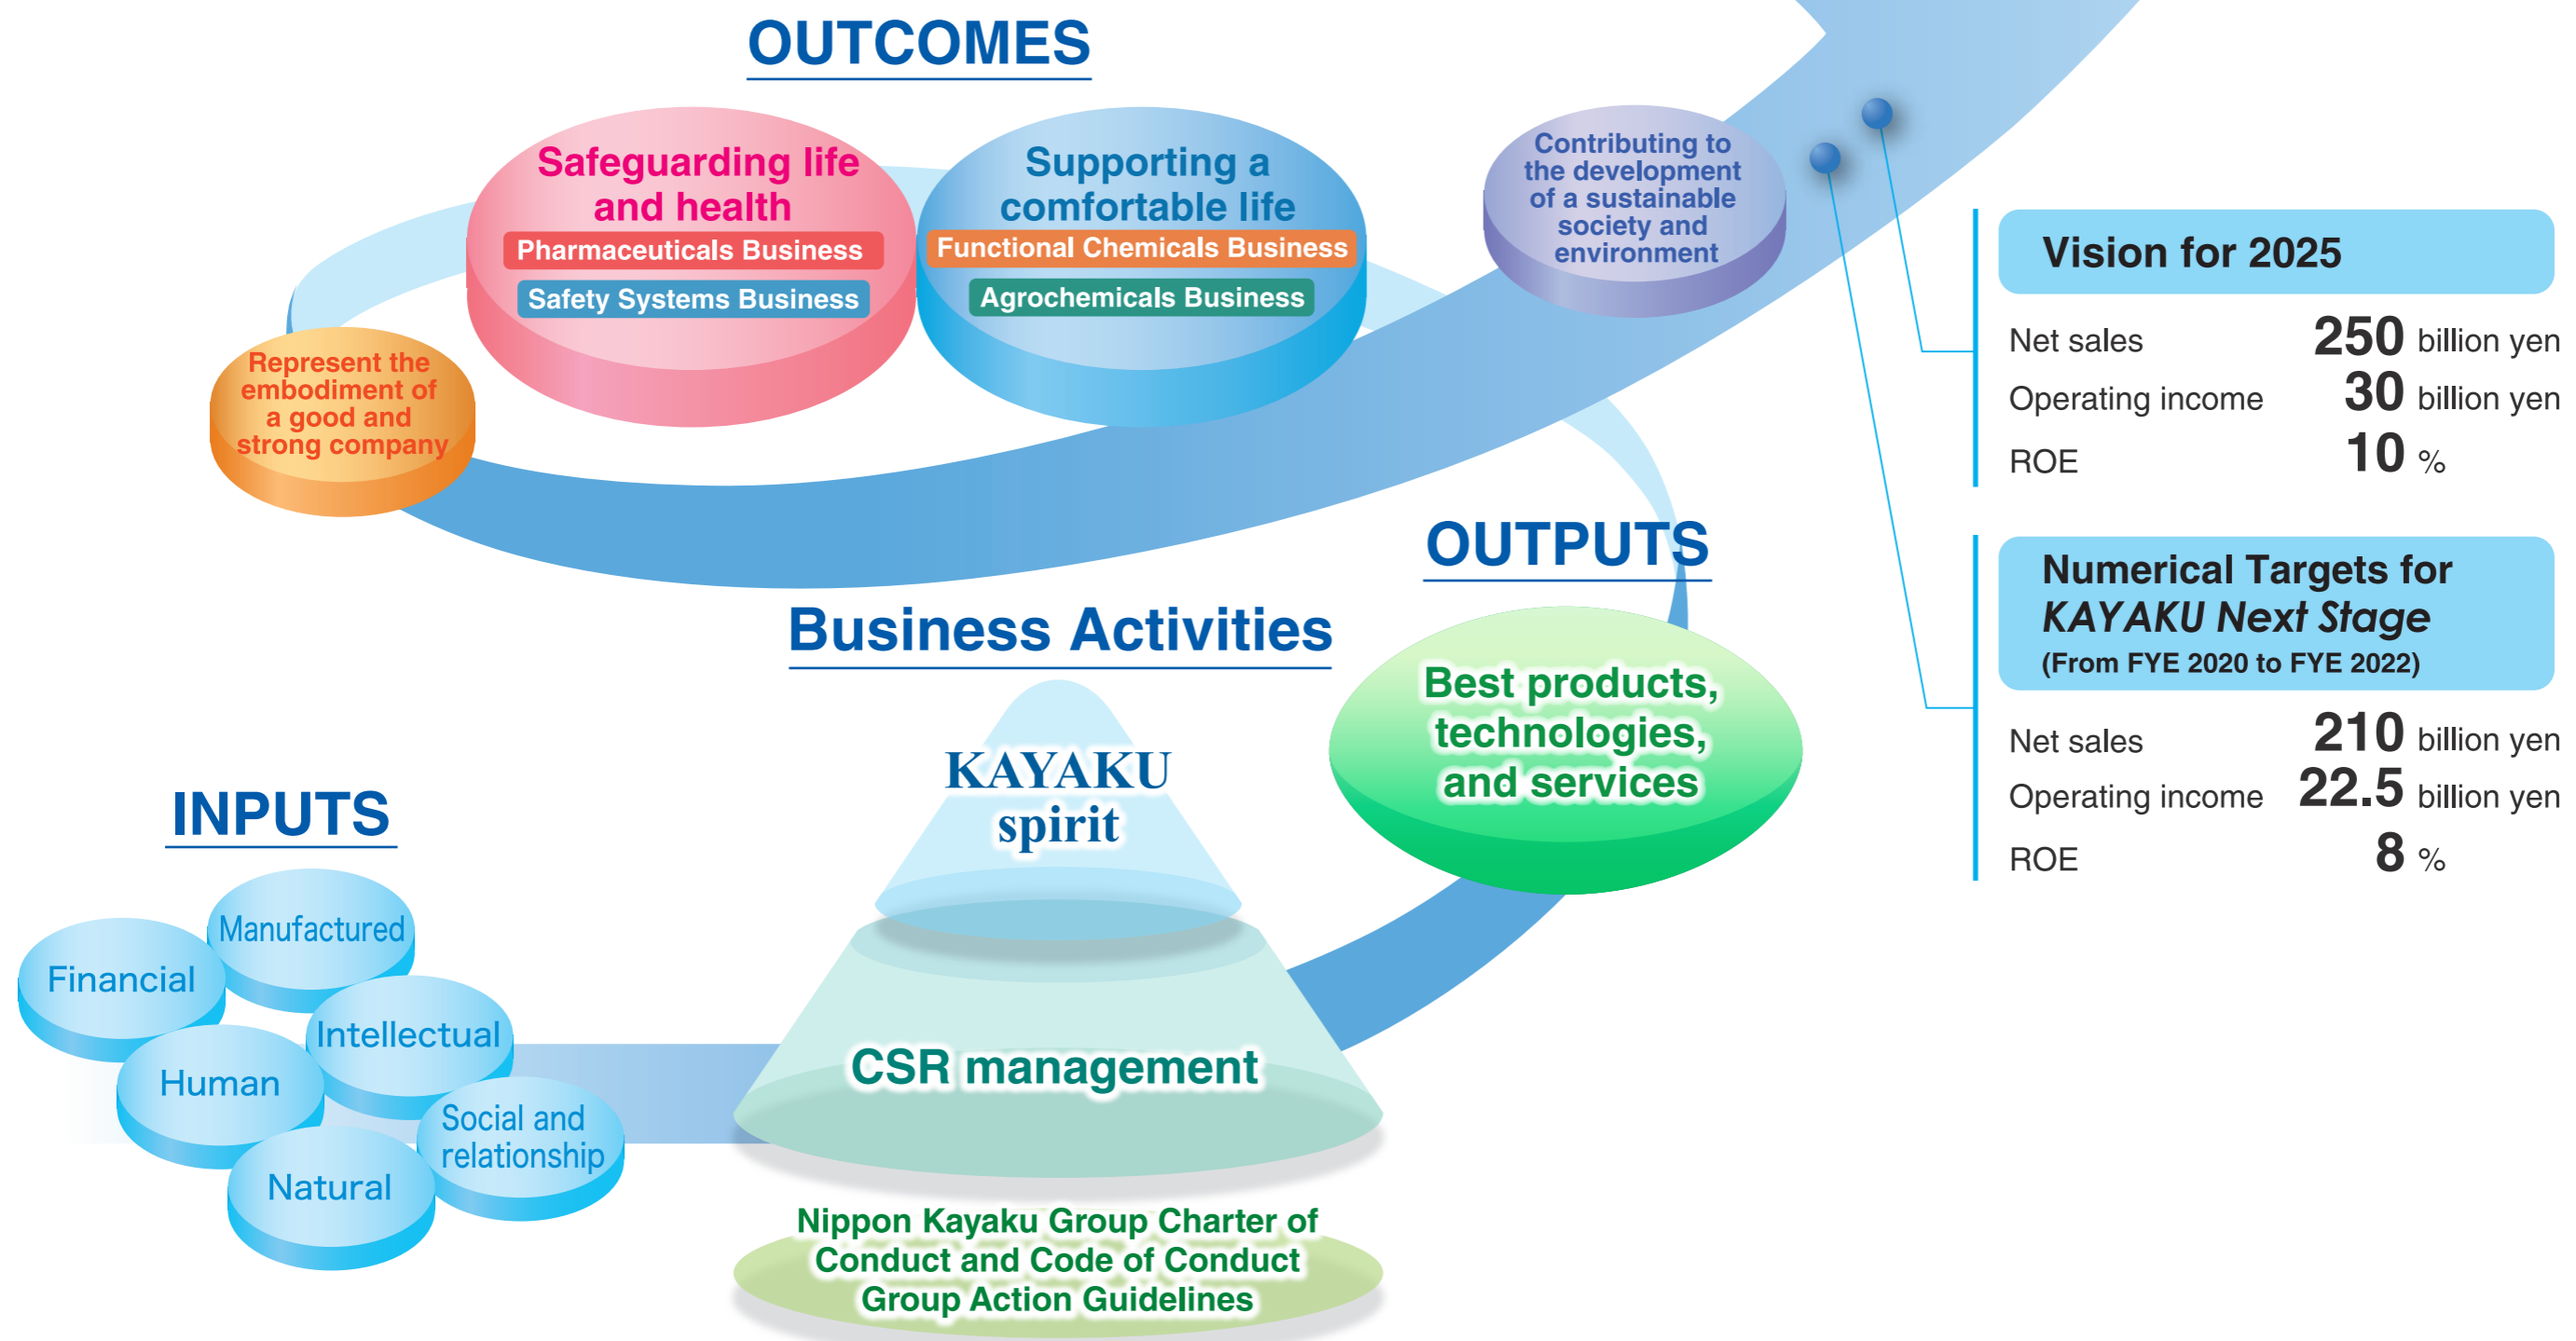 OUTCOMES
Safeguarding life
and health
Pharmaceuticals Business
Safety Systems Business
Supporting a
comfortable life
Functional Chemicals Business
Agrochemicals Business
Contributing to
the development
of a sustainable
society and
environment
Represent the
embodiment of
a good and
strong company
Vision for 2025
Net sales 250 billion yen
Operating income 30 billion yen
ROE 10 %
Numerical Targets for
KAYAKU Next Stage
(From FYE 2020 to FYE 2022)
Net sales 210 billion yen
Operating income 22.5 billion yen
ROE 8 %
OUTPUTS
Best products,
technologies,
and services
Business Activities
KAYAKU
spirit
CSR management
Nippon Kayaku Group Charter of
Conduct and Code of Conduct
Group Action Guidelines
INPUTS
Manufactured
Financial
Intellectual
Human
Social and
relationship
Natural